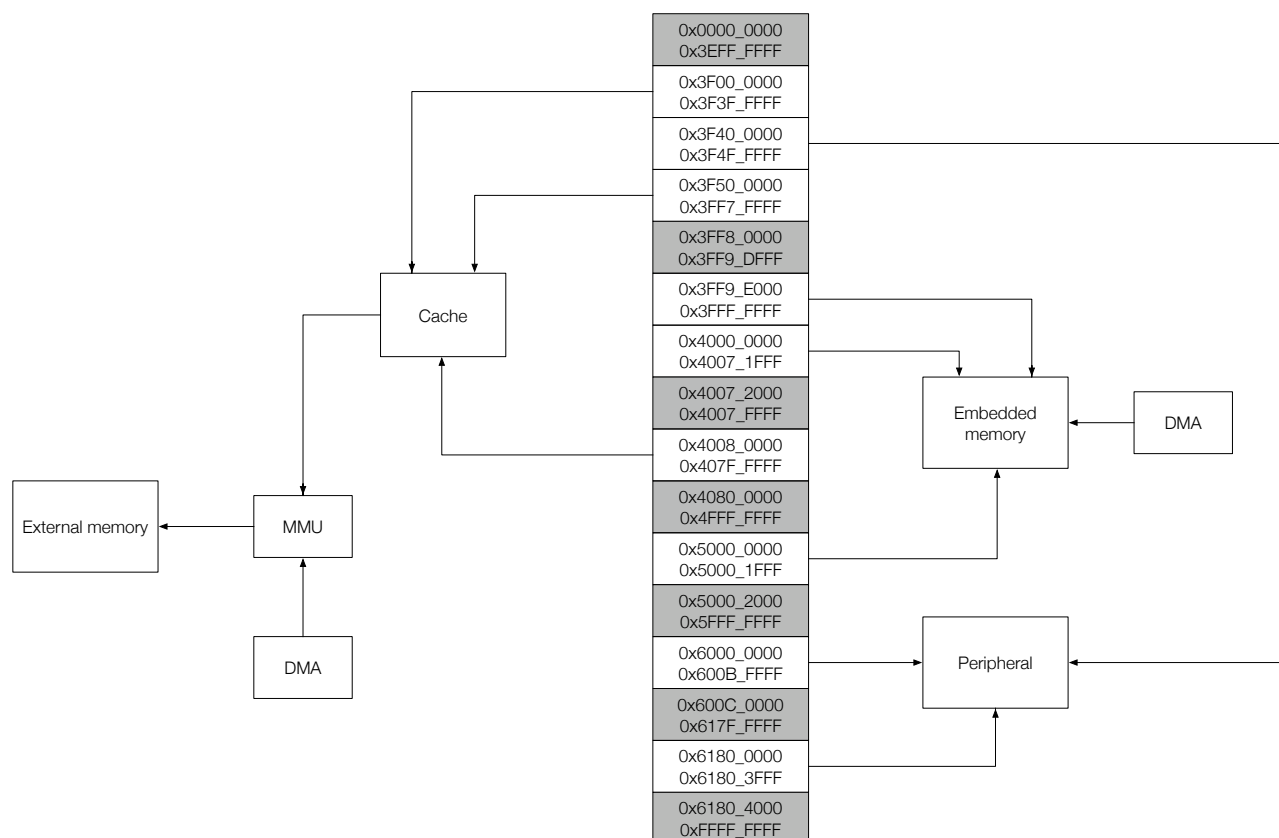 0x0000_0000
0x3EFF_FFFF
0x3F00_0000
0x3F3F_FFFF
0x3F40_0000
0x3F4F_FFFF
0x3F50_0000
0x3FF7_FFFF
0x3FF8_0000
0x3FF9_DFFF
0x3FF9_E000
0x3FFF_FFFF
0x4000_0000
0x4007_1FFF
0x4007_2000
0x4007_FFFF
0x4008_0000
0x407F_FFFF
0x4080_0000
0x4FFF_FFFF
0x5000_0000
0x5000_1FFF
0x5000_2000
0x5FFF_FFFF
0x6000_0000
0x600B_FFFF
0x600C_0000
0x617F_FFFF
0x6180_0000
0x6180_3FFF
0x6180_4000
0xFFFF_FFFF
Cache
External memory
MMU
DMA
Embedded
memory
DMA
Peripheral